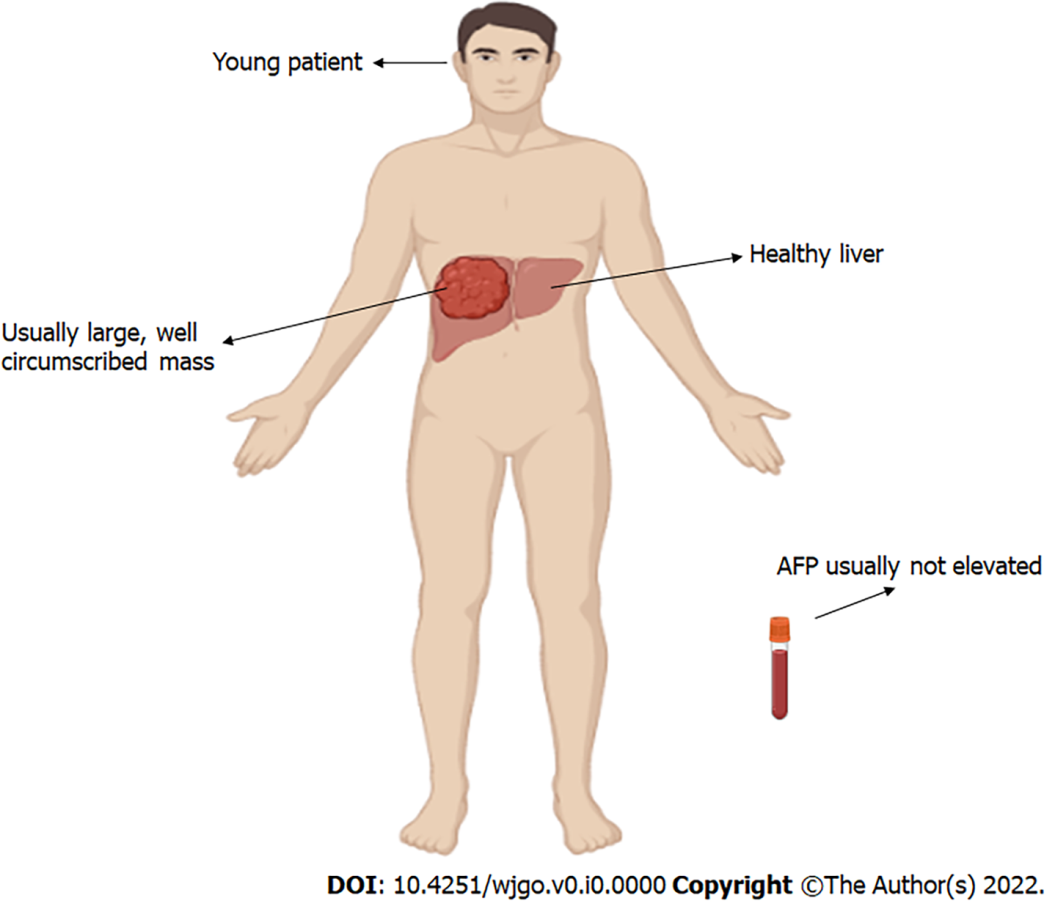 Young patient
Healthy liver
Usually large, well
circumscribed mass
AFP usually not elevated
DOI: 10.4251/wjgo.v0.i0.0000 Copyright ©The Author(s) 2022.